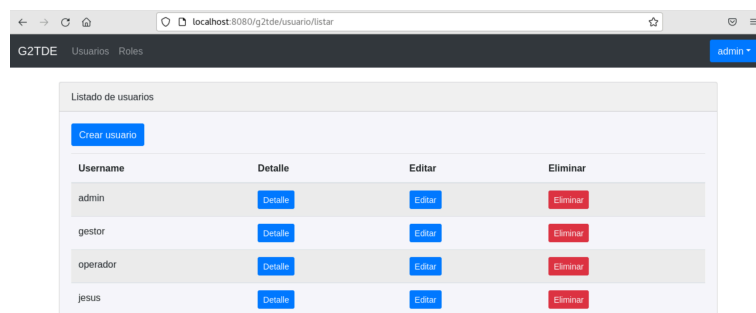 localhost:8080/g2tde/usuario/listar
G2TDE Usuarios Roles admin
Listado de usuarios
Crear usuario
Username Detalle Editar Eliminar
admin Detalle Editar Eliminar
gestor Detalle Editar Eliminar
operador Detalle Editar Eliminar
jesus Detalle Editar Eliminar